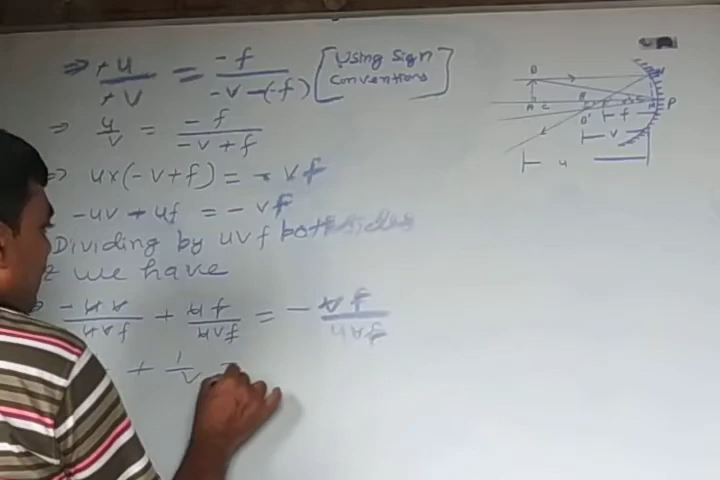 ⇒ +u/+v = -f/-v-(-f) [Using Sign Conventions]
⇒ u/v = -f/-v+f
⇒ u×(-v+f) = -vf
-uv+uf = -vf
Dividing by uvf both sides
we have
-uv/uvf + uf/uvf = -vf/uvf
+ 1/v =
D
A C B F P
D'
f
v
u